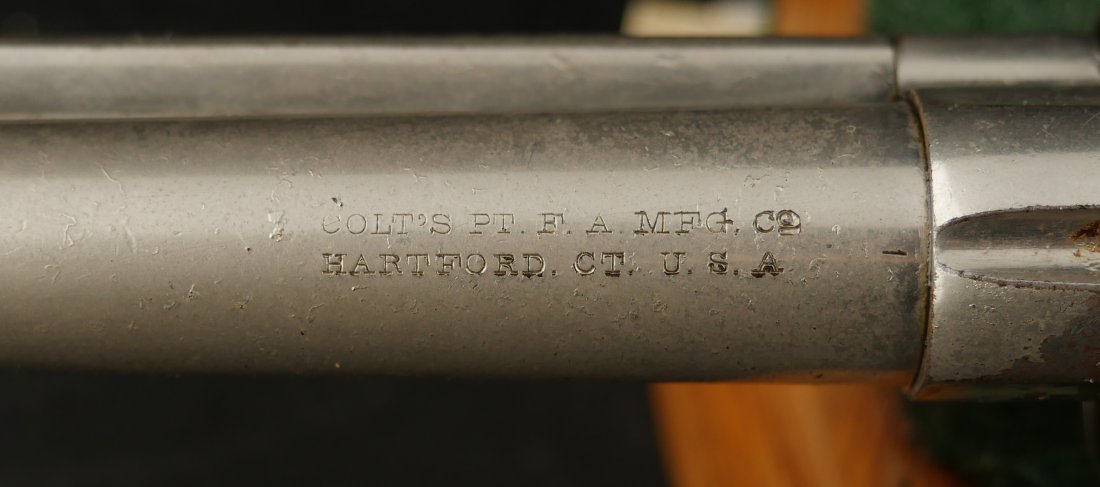 COLT'S PT. F. A. MFG. Cº
HARTFORD. CT. U. S. A.